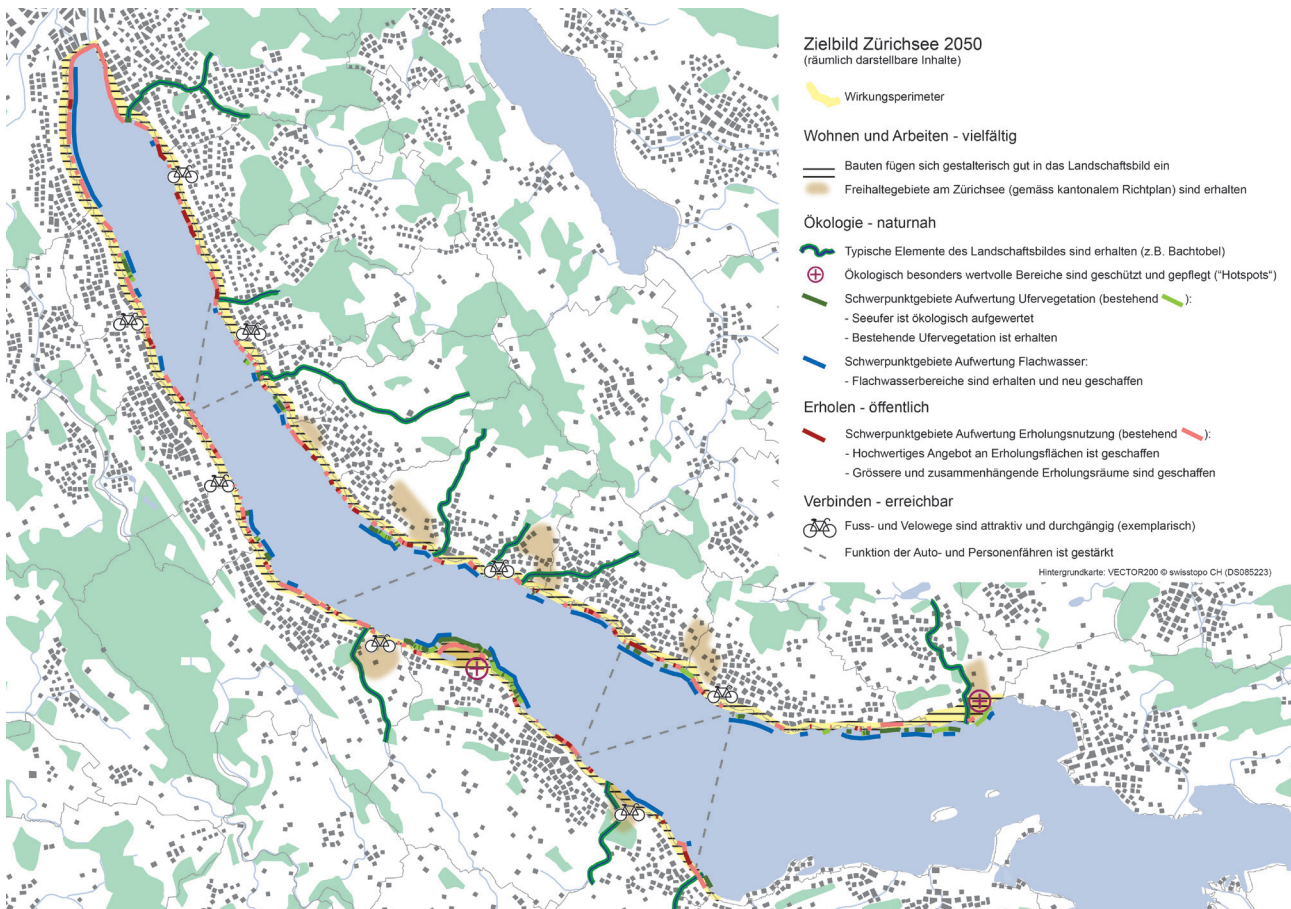 Zielbild Zürichsee 2050
(räumlich darstellbare Inhalte)
Wirkungsperimeter
Wohnen und Arbeiten - vielfältig
Bauten fügen sich gestalterisch gut in das Landschaftsbild ein
Freihaltegebiete am Zürichsee (gemäss kantonalem Richtplan) sind erhalten
Ökologie - naturnah
Typische Elemente des Landschaftsbildes sind erhalten (z.B. Bachtobel)
Ökologisch besonders wertvolle Bereiche sind geschützt und gepflegt ("Hotspots")
Schwerpunktgebiete Aufwertung Ufervegetation (bestehend ):
- Seeufer ist ökologisch aufgewertet
- Bestehende Ufervegetation ist erhalten
Schwerpunktgebiete Aufwertung Flachwasser:
- Flachwasserbereiche sind erhalten und neu geschaffen
Erholen - öffentlich
Schwerpunktgebiete Aufwertung Erholungsnutzung (bestehend ):
- Hochwertiges Angebot an Erholungsflächen ist geschaffen
- Grössere und zusammenhängende Erholungsräume sind geschaffen
Verbinden - erreichbar
Fuss- und Velowege sind attraktiv und durchgängig (exemplarisch)
Funktion der Auto- und Personenfähren ist gestärkt
Hintergrundkarte: VECTOR200 © swisstopo CH (DS085223)